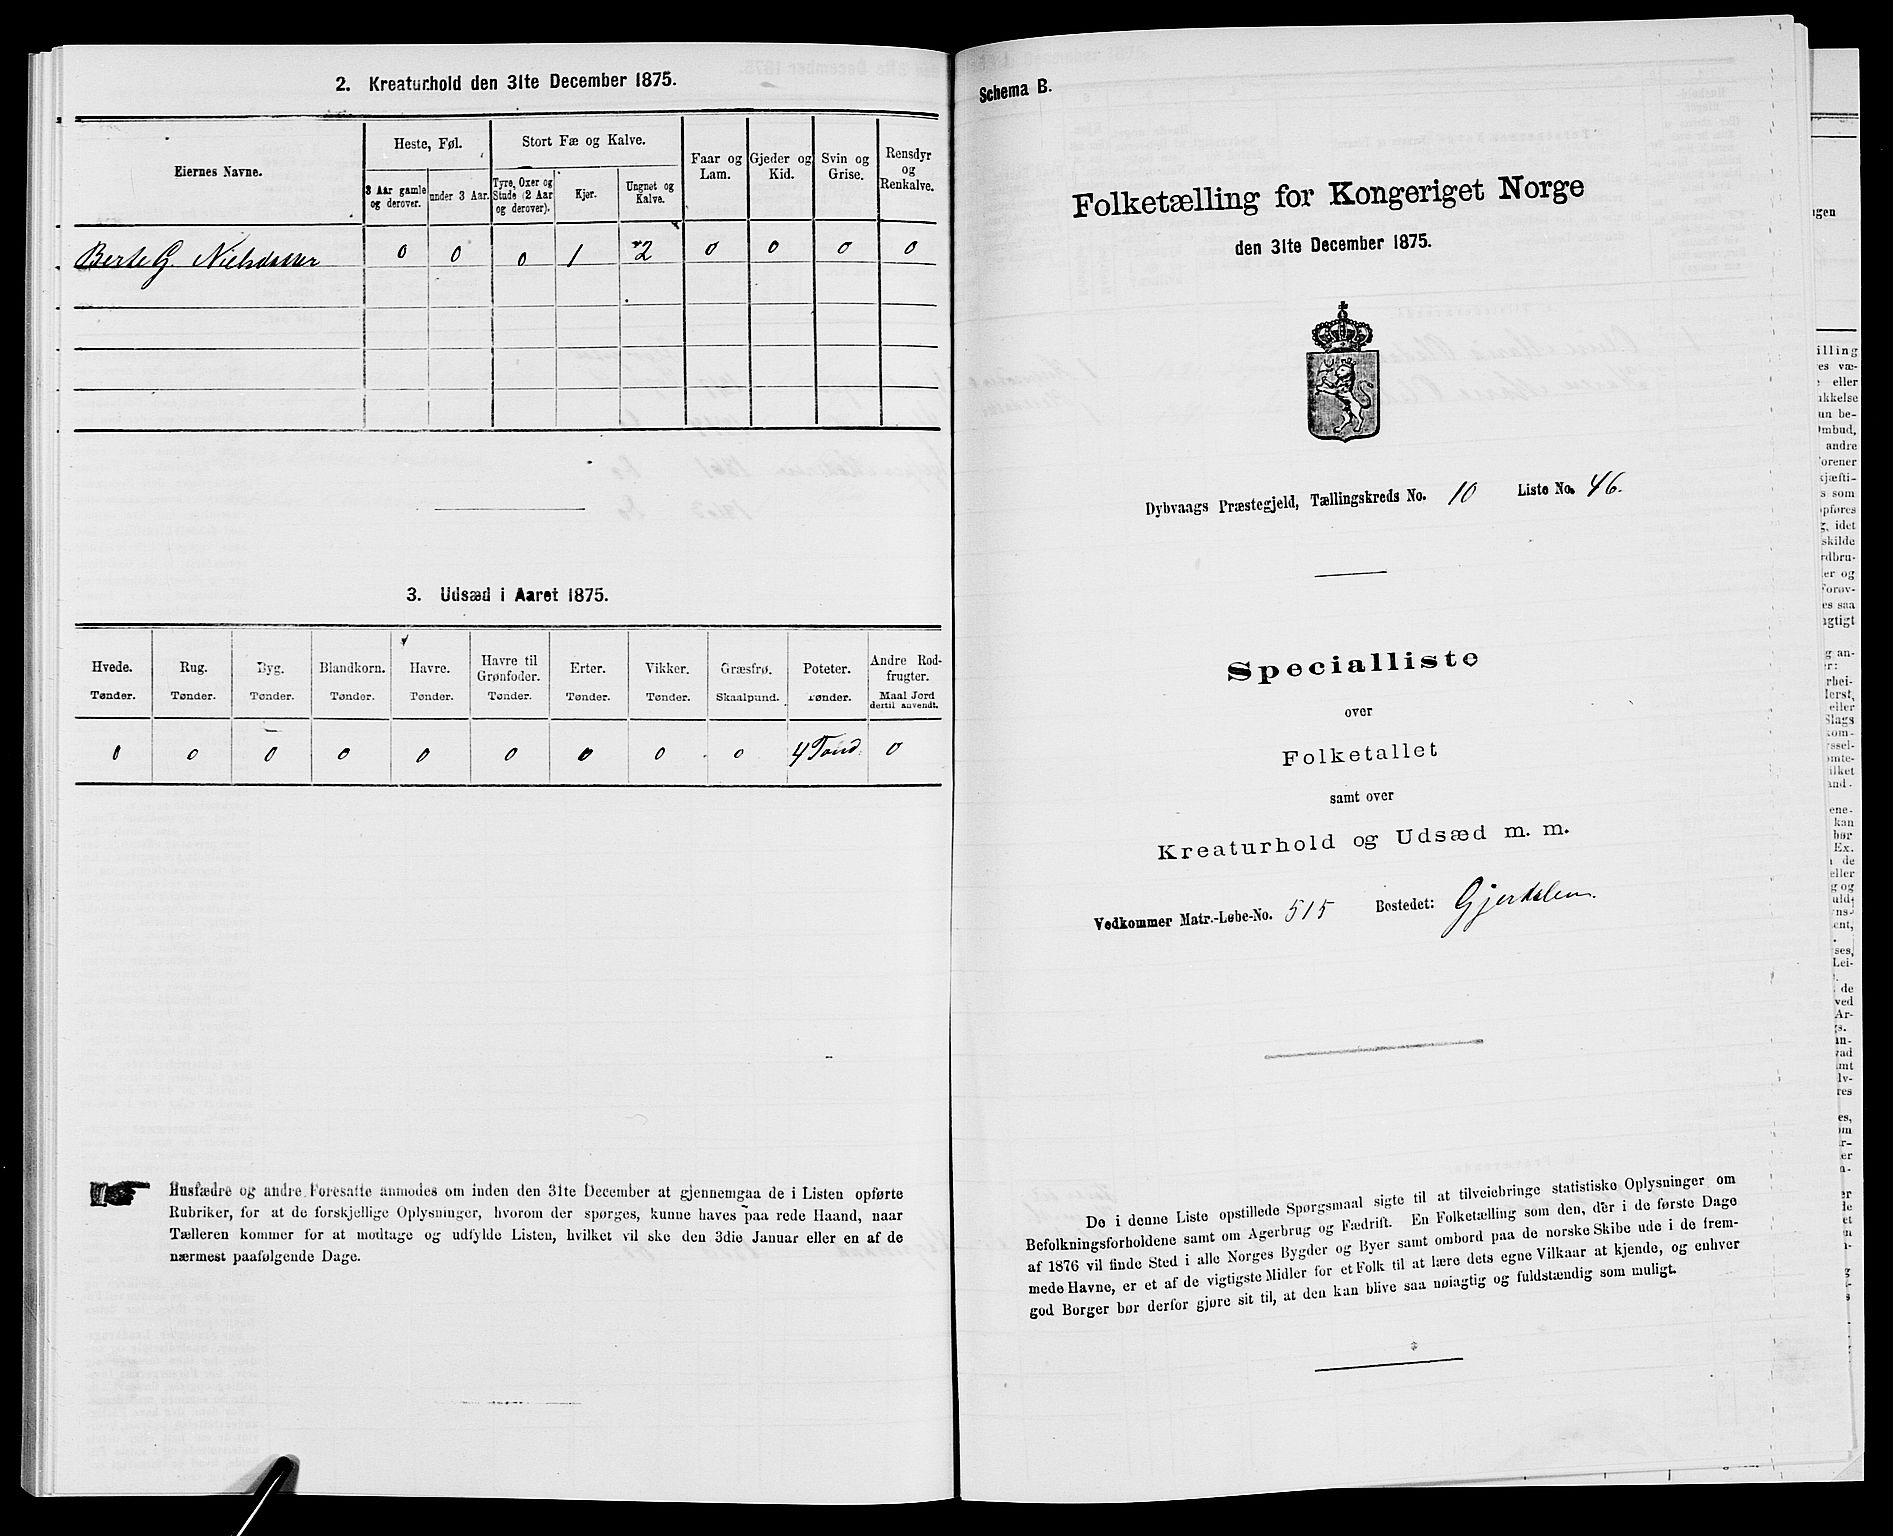 2. Kreaturhold den 31te December 1875.
Eiernes Navne.
Heste, Føl.
Stort Fæ og Kalve.
Faar og Lam.
Gjeder og Kid.
Svin og Grise.
Rensdyr og Renkalve.
3 Aar gamle og derover.
under 3 Aar.
Tyre, Oxer og Stude (2 Aar og derover).
Kjør.
Ungnøt og Kalve.
Berte G. Nielsdatter 0 0 0 1 2 0 0 0 0
3. Udsæd i Aaret 1875.
Hvede. Rug. Byg. Blandkorn. Havre. Havre til Grønfoder. Erter. Vikker. Græsfrø. Poteter. Andre Rodfrugter.
Tønder. Tønder. Tønder. Tønder. Tønder. Tønder. Tønder. Tønder. Skaalpund. Tønder. Maal Jord dertil anvendt.
0 0 0 0 0 0 0 0 0 4 Tønd. 0
Husfædre og andre Foresatte anmodes om inden den 31te December at gjennemgaa de i Listen opførte
Rubriker, for at de forskjellige Oplysninger, hvorom der spørges, kunne haves paa rede Haand, naar
Tælleren kommer for at modtage og udfylde Listen, hvilket vil ske den 3die Januar eller en af de
nærmest paafølgende Dage.
Schema B.
Folketælling for Kongeriget Norge
den 31te December 1875.
Dybvaags Præstegjeld, Tællingskreds No. 10 Liste No. 46.
Specialliste
over
Folketallet
samt over
Kreaturhold og Udsæd m. m.
Vedkommer Matr.-Løbe-No. 515 Bostedet: Gjerdalen.
De i denne Liste opstillede Spørgsmaal sigte til at tilveiebringe statistiske Oplysninger om
Befolkningsforholdene samt om Agerbrug og Fædrift. En Folketælling som den, der i de første Dage
af 1876 vil finde Sted i alle Norges Bygder og Byer samt ombord paa de norske Skibe ude i de frem-
mede Havne, er et af de vigtigste Midler for et Folk til at lære dets egne Vilkaar at kjende, og enhver
god Borger bør derfor gjøre sit til, at den kan blive saa nøiagtig og fuldstændig som muligt.